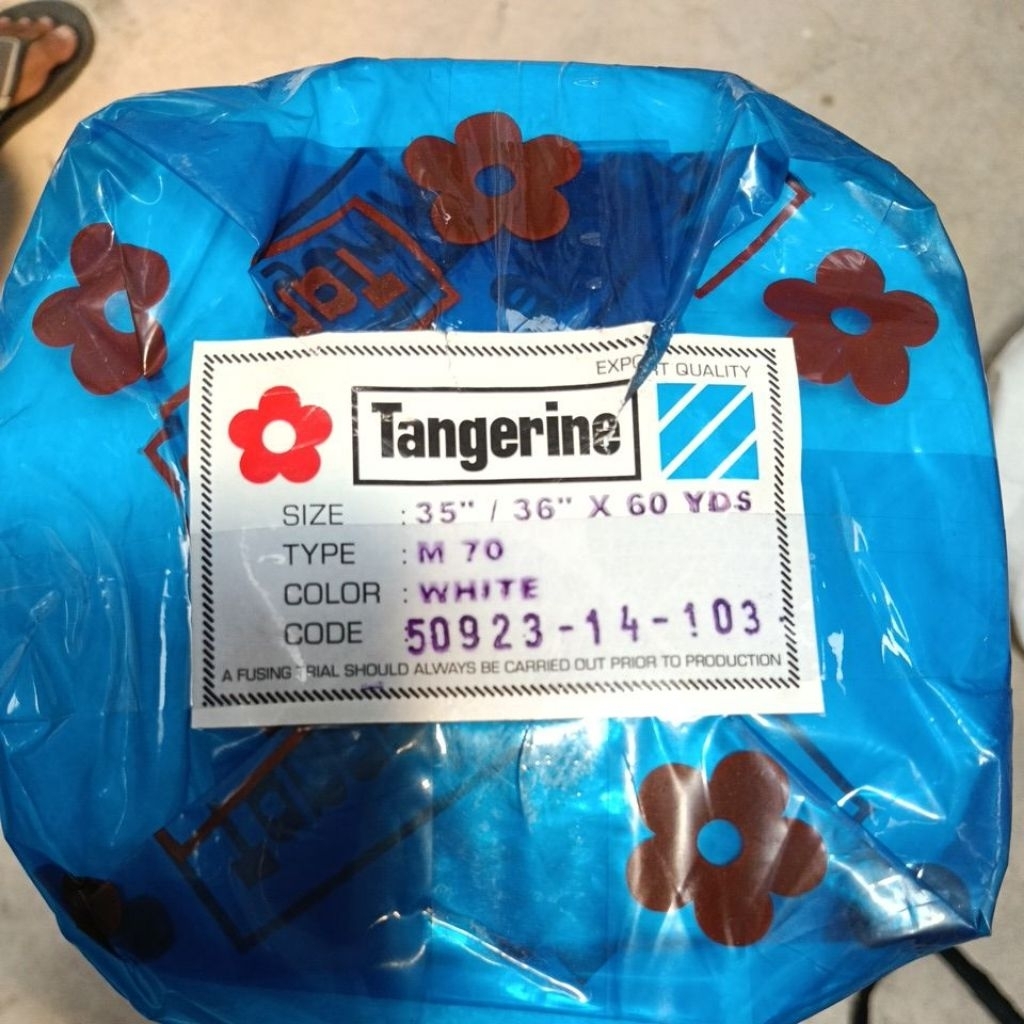 EXPORT QUALITY
Tangerine
SIZE : 35" / 36" X 60 YDS
TYPE : M 70
COLOR : WHITE
CODE : 50923-14-103
A FUSING TRIAL SHOULD ALWAYS BE CARRIED OUT PRIOR TO PRODUCTION